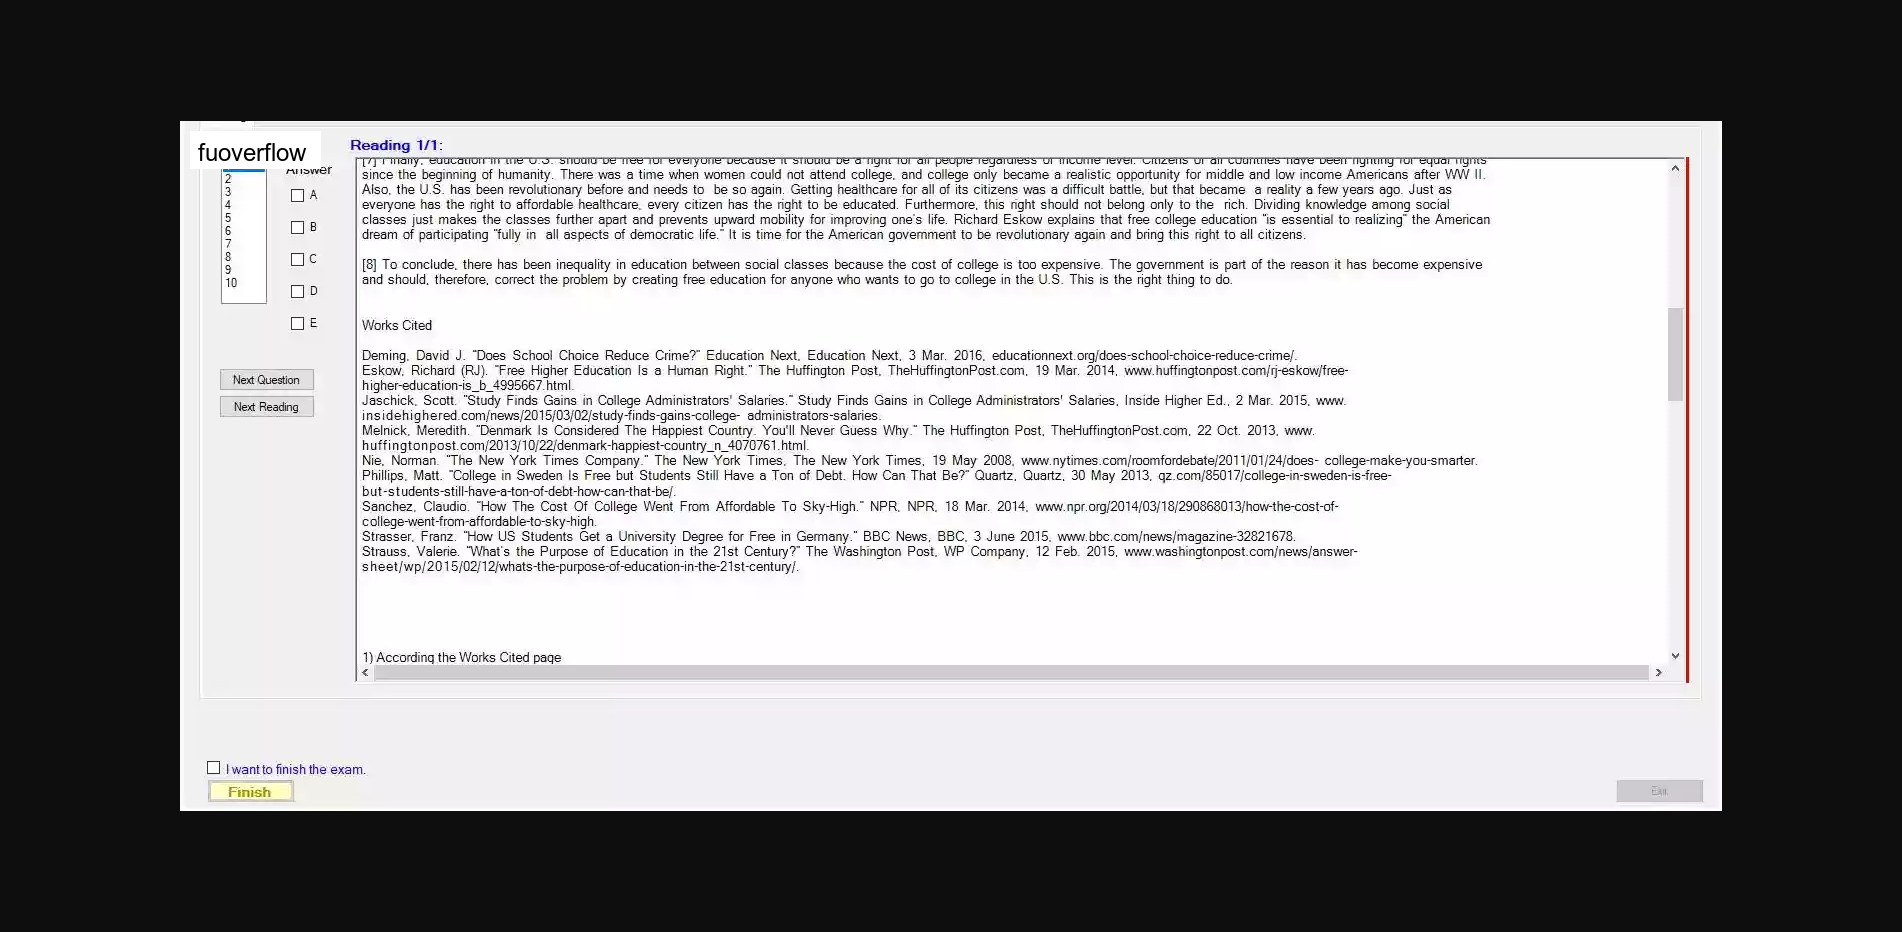 fuoverflow
Reading 1/1:
Answer
2
3
4
5
6
7
8
9
10
A
B
C
D
E
Next Question
Next Reading
[7] Finally, education in the U.S. should be free for everyone because it should be a right for all people regardless of income level. Citizens of all countries have been fighting for equal rights
since the beginning of humanity. There was a time when women could not attend college, and college only became a realistic opportunity for middle and low income Americans after WW II.
Also, the U.S. has been revolutionary before and needs to be so again. Getting healthcare for all of its citizens was a difficult battle, but that became a reality a few years ago. Just as
everyone has the right to affordable healthcare, every citizen has the right to be educated. Furthermore, this right should not belong only to the rich. Dividing knowledge among social
classes just makes the classes further apart and prevents upward mobility for improving one's life. Richard Eskow explains that free college education "is essential to realizing" the American
dream of participating "fully in all aspects of democratic life." It is time for the American government to be revolutionary again and bring this right to all citizens.
[8] To conclude, there has been inequality in education between social classes because the cost of college is too expensive. The government is part of the reason it has become expensive
and should, therefore, correct the problem by creating free education for anyone who wants to go to college in the U.S. This is the right thing to do.
Works Cited
Deming, David J. "Does School Choice Reduce Crime?" Education Next, Education Next, 3 Mar. 2016, educationnext.org/does-school-choice-reduce-crime/.
Eskow, Richard (RJ). "Free Higher Education Is a Human Right." The Huffington Post, TheHuffingtonPost.com, 19 Mar. 2014, www.huffingtonpost.com/rj-eskow/free-
higher-education-is_b_4995667.html.
Jaschick, Scott. "Study Finds Gains in College Administrators' Salaries." Study Finds Gains in College Administrators' Salaries, Inside Higher Ed., 2 Mar. 2015, www.
insidehighered.com/news/2015/03/02/study-finds-gains-college- administrators-salaries.
Melnick, Meredith. "Denmark Is Considered The Happiest Country. You'll Never Guess Why." The Huffington Post, TheHuffingtonPost.com, 22 Oct. 2013, www.
huffingtonpost.com/2013/10/22/denmark-happiest-country_n_4070761.html.
Nie, Norman. "The New York Times Company." The New York Times, The New York Times, 19 May 2008, www.nytimes.com/roomfordebate/2011/01/24/does- college-make-you-smarter.
Phillips, Matt. "College in Sweden Is Free but Students Still Have a Ton of Debt. How Can That Be?" Quartz, Quartz, 30 May 2013, qz.com/85017/college-in-sweden-is-free-
but-students-still-have-a-ton-of-debt-how-can-that-be/.
Sanchez, Claudio. "How The Cost Of College Went From Affordable To Sky-High." NPR, NPR, 18 Mar. 2014, www.npr.org/2014/03/18/290868013/how-the-cost-of-
college-went-from-affordable-to-sky-high.
Strasser, Franz. "How US Students Get a University Degree for Free in Germany." BBC News, BBC, 3 June 2015, www.bbc.com/news/magazine-32821678.
Strauss, Valerie. "What's the Purpose of Education in the 21st Century?" The Washington Post, WP Company, 12 Feb. 2015, www.washingtonpost.com/news/answer-
sheet/wp/2015/02/12/whats-the-purpose-of-education-in-the-21st-century/.
1) According the Works Cited page
I want to finish the exam.
Finish
Exit